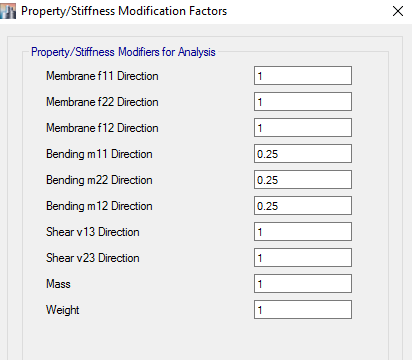 Property/Stiffness Modification Factors
Property/Stiffness Modifiers for Analysis
Membrane f11 Direction 1
Membrane f22 Direction 1
Membrane f12 Direction 1
Bending m11 Direction 0.25
Bending m22 Direction 0.25
Bending m12 Direction 0.25
Shear v13 Direction 1
Shear v23 Direction 1
Mass 1
Weight 1